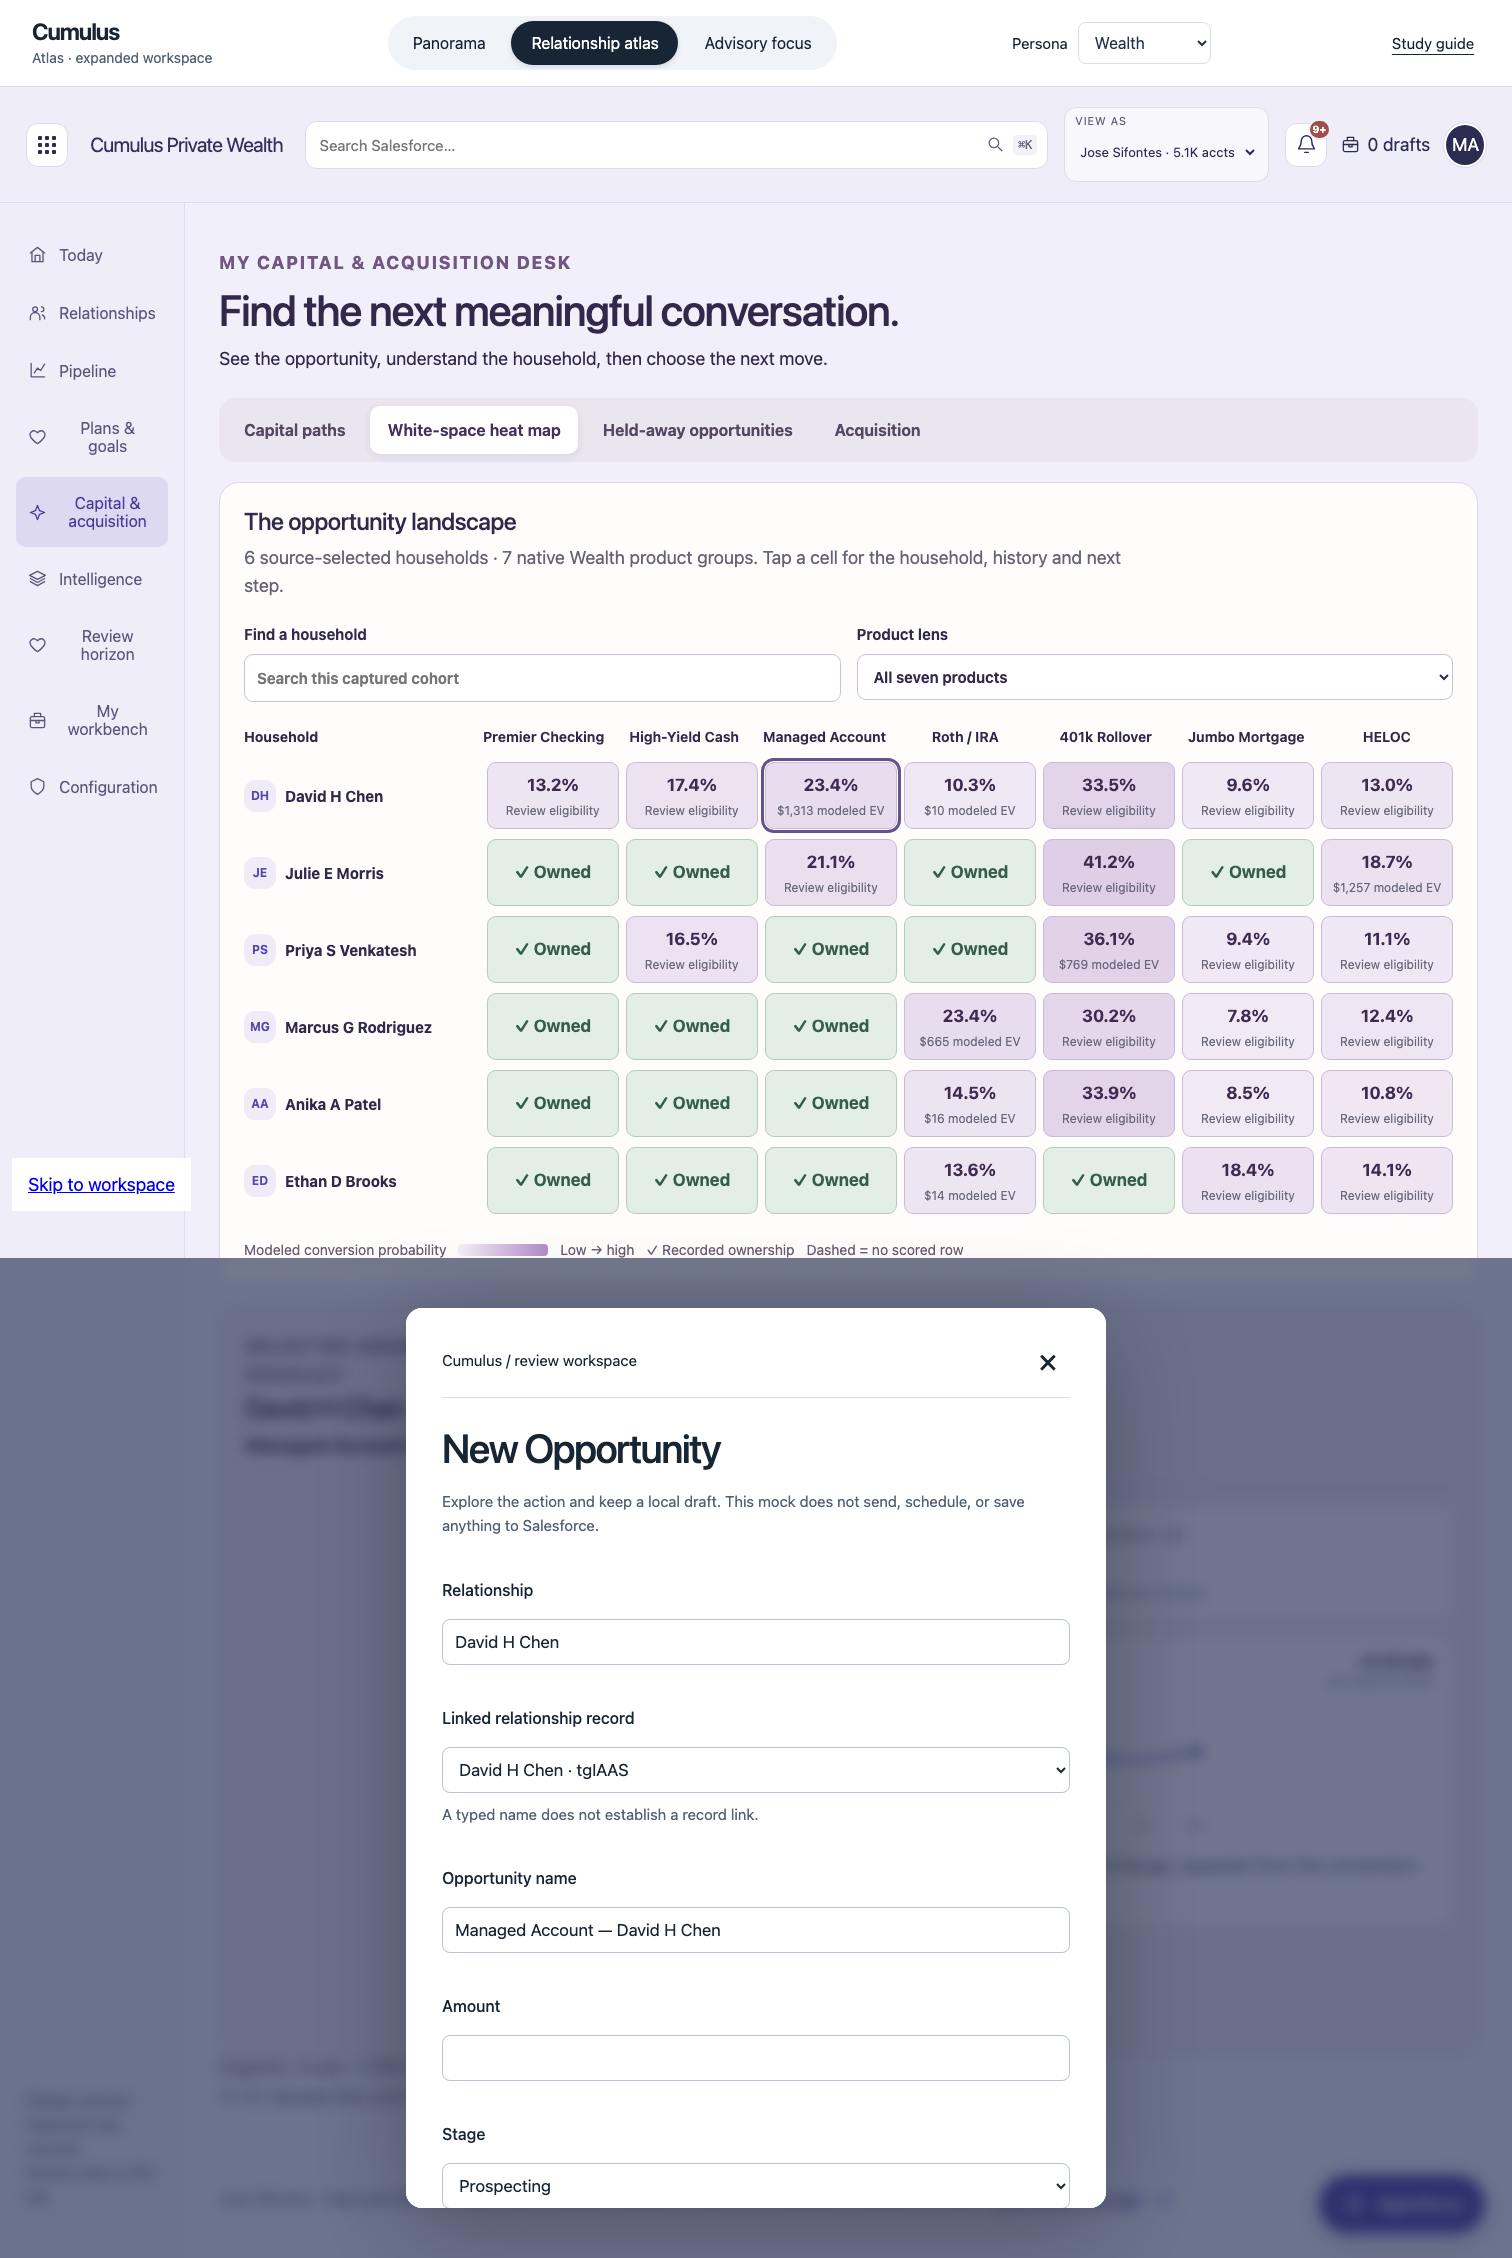 Cumulus
Atlas · expanded workspace
Panorama
Relationship atlas
Advisory focus
Persona
Wealth
Study guide
Cumulus Private Wealth
Search Salesforce...
⌘K
VIEW AS
Jose Sifontes · 5.1K accts
9+
0 drafts
MA
Today
Relationships
Pipeline
Plans &
goals
Capital &
acquisition
Intelligence
Review
horizon
My
workbench
Configuration
Skip to workspace
MY CAPITAL & ACQUISITION DESK
Find the next meaningful conversation.
See the opportunity, understand the household, then choose the next move.
Capital paths
White-space heat map
Held-away opportunities
Acquisition
The opportunity landscape
6 source-selected households · 7 native Wealth product groups. Tap a cell for the household, history and next
step.
Find a household
Search this captured cohort
Product lens
All seven products
Household Premier Checking High-Yield Cash Managed Account Roth / IRA 401k Rollover Jumbo Mortgage HELOC
DH David H Chen 13.2% 17.4% 23.4% 10.3% 33.5% 9.6% 13.0%
Review eligibility Review eligibility $1,313 modeled EV $10 modeled EV Review eligibility Review eligibility Review eligibility
JE Julie E Morris ✓ Owned ✓ Owned 21.1% ✓ Owned 41.2% ✓ Owned 18.7%
Review eligibility Review eligibility $1,257 modeled EV
PS Priya S Venkatesh ✓ Owned 16.5% ✓ Owned ✓ Owned 36.1% 9.4% 11.1%
Review eligibility $769 modeled EV Review eligibility Review eligibility
MG Marcus G Rodriguez ✓ Owned ✓ Owned ✓ Owned 23.4% 30.2% 7.8% 12.4%
$665 modeled EV Review eligibility Review eligibility Review eligibility
AA Anika A Patel ✓ Owned ✓ Owned ✓ Owned 14.5% 33.9% 8.5% 10.8%
$16 modeled EV Review eligibility Review eligibility Review eligibility
ED Ethan D Brooks ✓ Owned ✓ Owned ✓ Owned 13.6% ✓ Owned 18.4% 14.1%
$14 modeled EV Review eligibility Review eligibility
Modeled conversion probability Low → high ✓ Recorded ownership Dashed = no scored row
Cumulus / review workspace
New Opportunity
Explore the action and keep a local draft. This mock does not send, schedule, or save
anything to Salesforce.
Relationship
David H Chen
Linked relationship record
David H Chen · tgIAAS
A typed name does not establish a record link.
Opportunity name
Managed Account — David H Chen
Amount
Stage
Prospecting